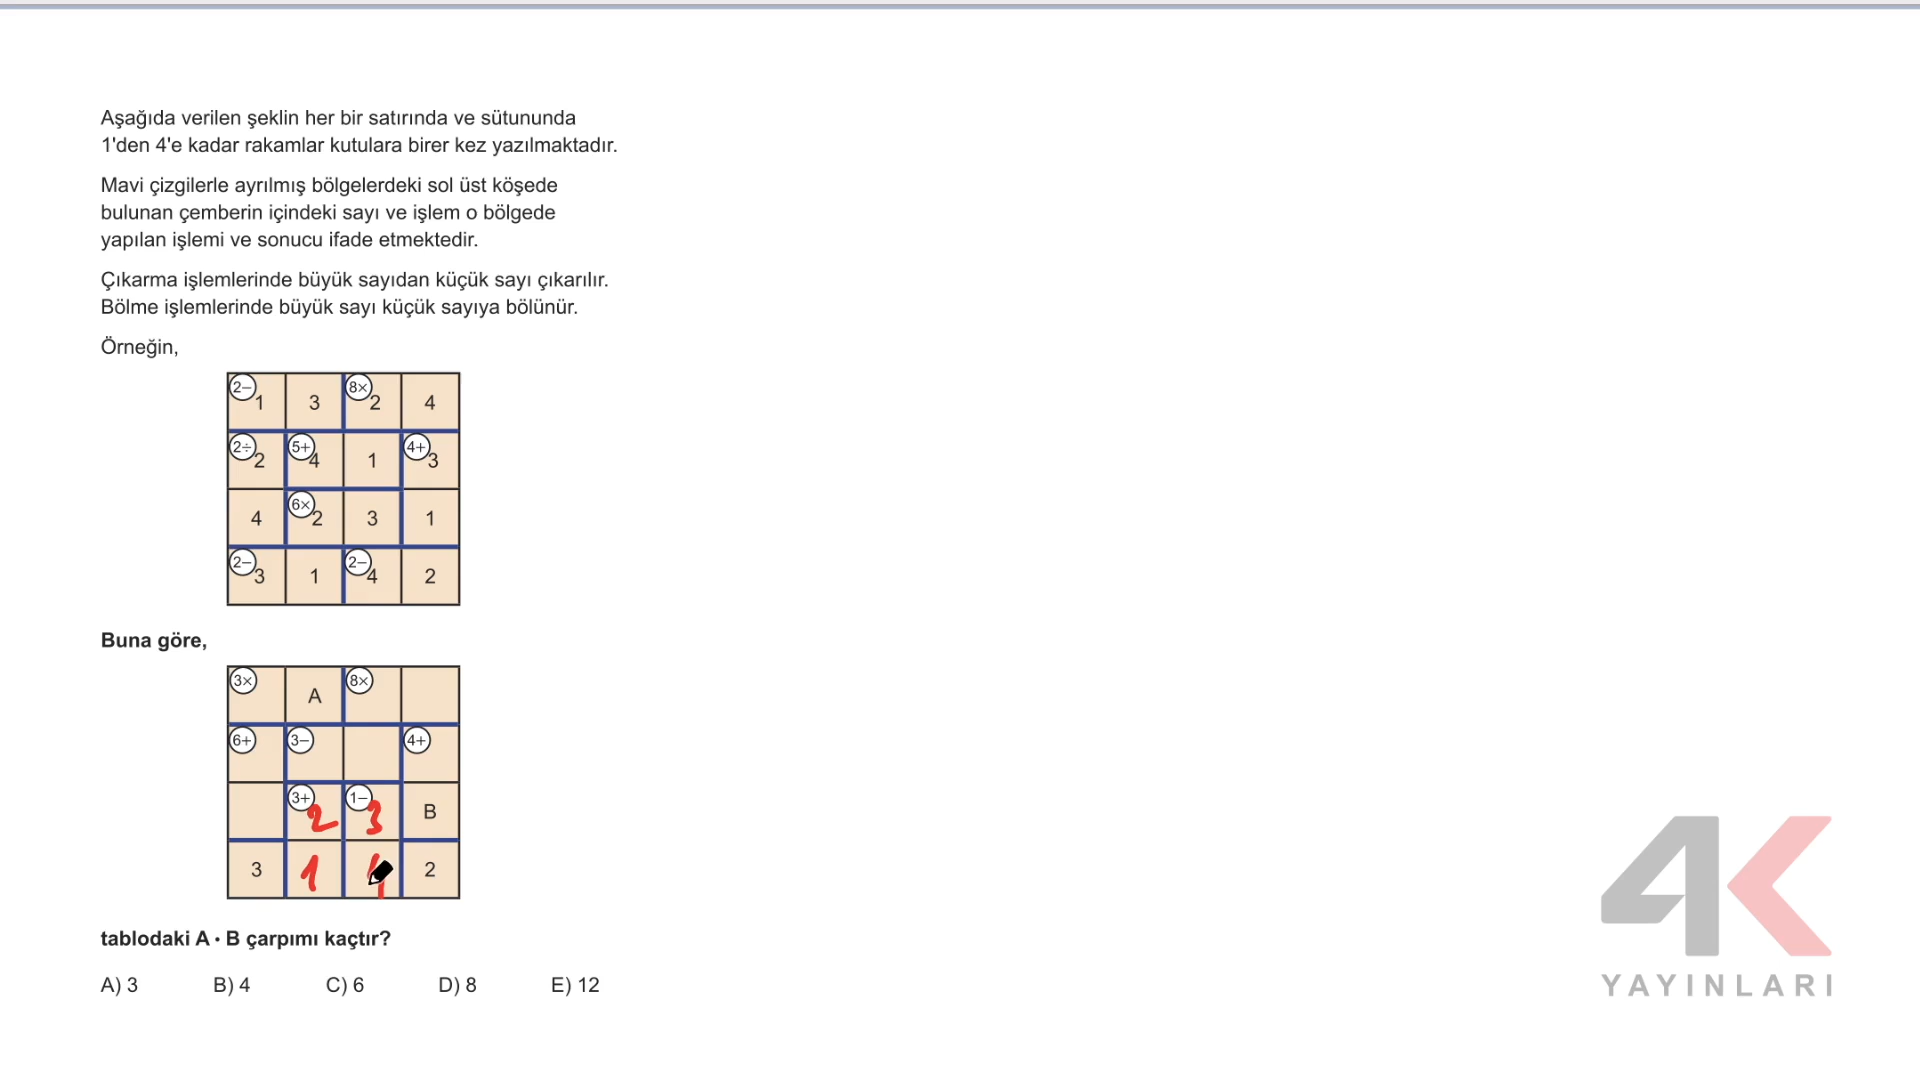 Aşağıda verilen şeklin her bir satırında ve sütununda
1'den 4'e kadar rakamlar kutulara birer kez yazılmaktadır.
Mavi çizgilerle ayrılmış bölgelerdeki sol üst köşede
bulunan çemberin içindeki sayı ve işlem o bölgede
yapılan işlemi ve sonucu ifade etmektedir.
Çıkarma işlemlerinde büyük sayıdan küçük sayı çıkarılır.
Bölme işlemlerinde büyük sayı küçük sayıya bölünür.
Örneğin,
2− 1 3 8× 2 4
2÷ 2 5+ 4 1 4+ 3
4 6× 2 3 1
2− 3 1 2− 4 2
Buna göre,
3× A 8×
6+ 3− 4+
3+ 2 1− 3 B
3 1 4 2
tablodaki A · B çarpımı kaçtır?
A) 3 B) 4 C) 6 D) 8 E) 12
4K
YAYINLARI